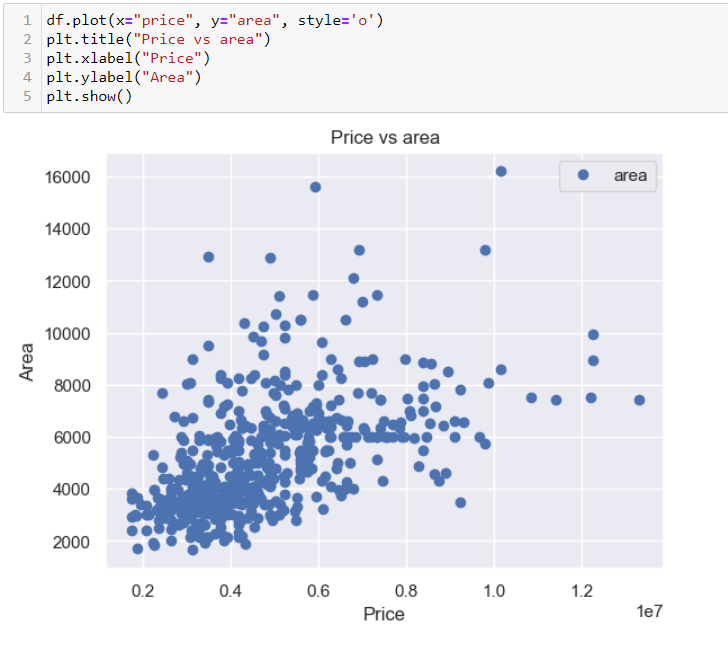 1 df.plot(x="price", y="area", style='o')
2 plt.title("Price vs area")
3 plt.xlabel("Price")
4 plt.ylabel("Area")
5 plt.show()
Price vs area
area
16000
14000
12000
10000
8000
6000
4000
2000
Area
0.2 0.4 0.6 0.8 1.0 1.2
1e7
Price